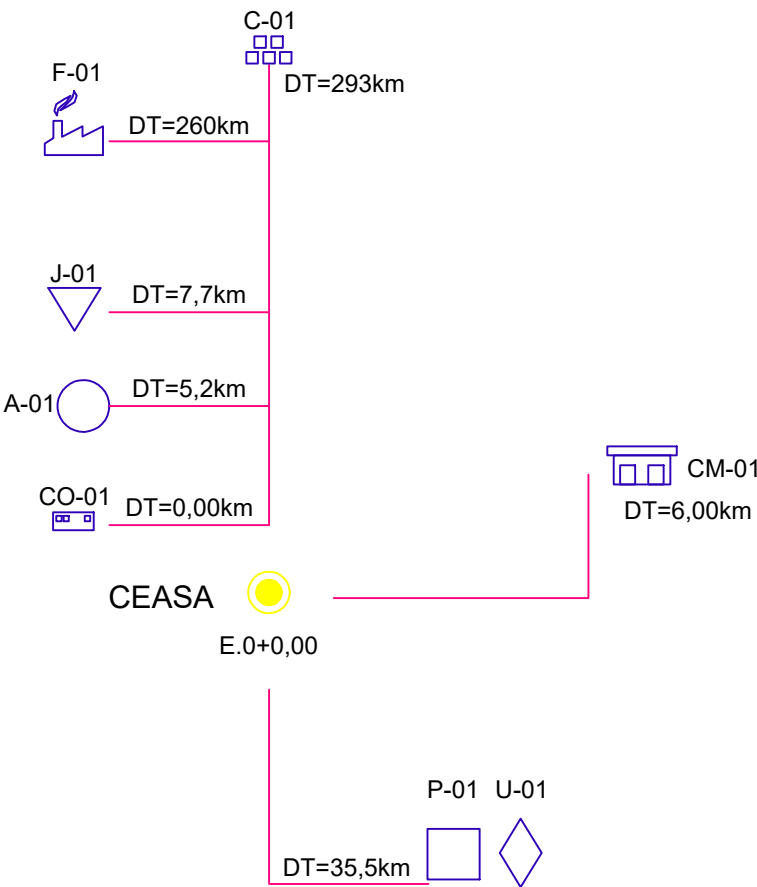 C-01
DT=293km
F-01
DT=260km
J-01
DT=7,7km
A-01
DT=5,2km
CO-01
DT=0,00km
CM-01
DT=6,00km
CEASA
E.0+0,00
P-01 U-01
DT=35,5km